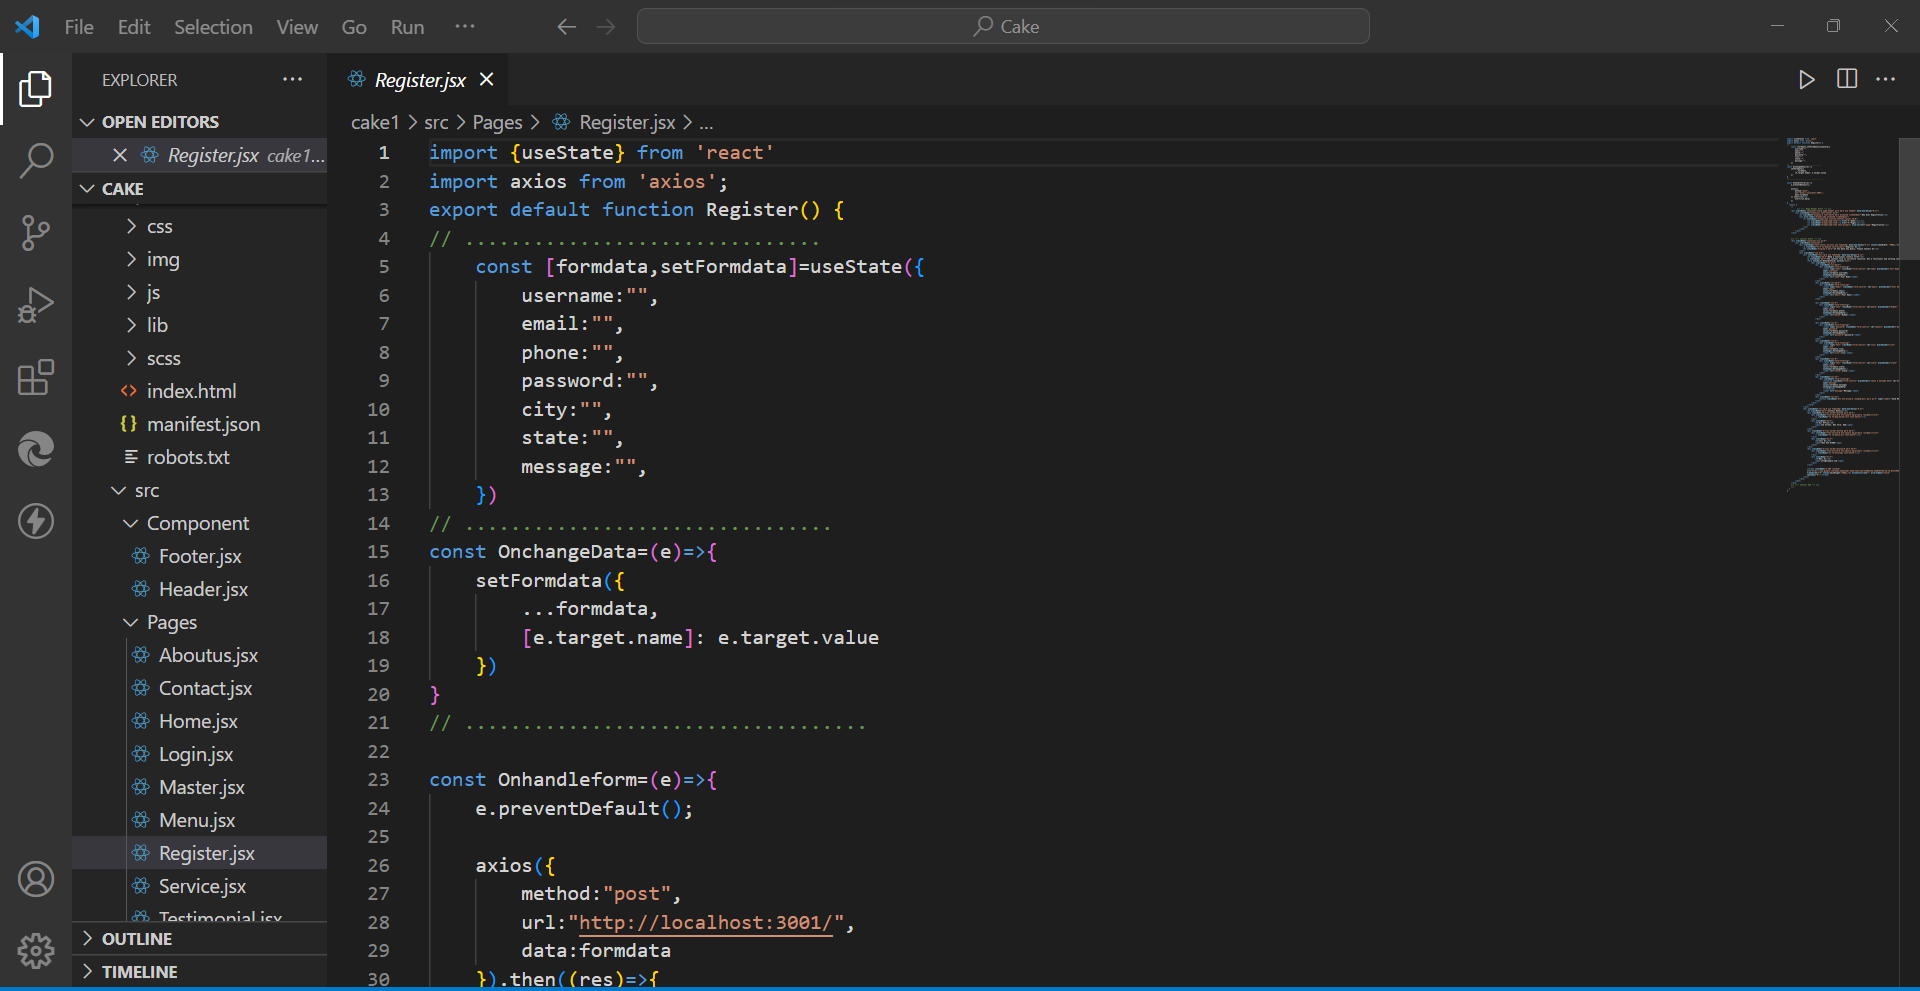 File Edit Selection View Go Run ··· Cake
EXPLORER ···
OPEN EDITORS
Register.jsx cake1...
CAKE
css
img
js
lib
scss
index.html
manifest.json
robots.txt
src
Component
Footer.jsx
Header.jsx
Pages
Aboutus.jsx
Contact.jsx
Home.jsx
Login.jsx
Master.jsx
Menu.jsx
Register.jsx
Service.jsx
Testimonial.jsx
OUTLINE
TIMELINE
Register.jsx
cake1 > src > Pages > Register.jsx > ...
1 import {useState} from 'react'
2 import axios from 'axios';
3 export default function Register() {
4 // ...............................
5 const [formdata,setFormdata]=useState({
6 username:"",
7 email:"",
8 phone:"",
9 password:"",
10 city:"",
11 state:"",
12 message:"",
13 })
14 // ................................
15 const OnchangeData=(e)=>{
16 setFormdata({
17 ...formdata,
18 [e.target.name]: e.target.value
19 })
20 }
21 // ...................................
22
23 const Onhandleform=(e)=>{
24 e.preventDefault();
25
26 axios({
27 method:"post",
28 url:"http://localhost:3001/",
29 data:formdata
30 }).then((res)=>{